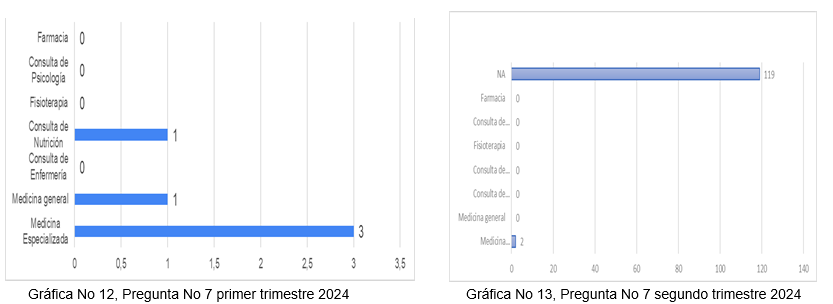 Farmacia 0
Consulta de
Psicología 0
Fisioterapia 0
Consulta de
Nutrición 1
Consulta de
Enfermería 0
Medicina general 1
Medicina
Especializada 3
0 0,5 1 1,5 2 2,5 3 3,5
Gráfica No 12, Pregunta No 7 primer trimestre 2024
NA 119
Farmacia 0
Consulta de... 0
Fisioterapia 0
Consulta de... 0
Consulta de... 0
Medicina general 0
Medicina... 2
0 20 40 60 80 100 120 140
Gráfica No 13, Pregunta No 7 segundo trimestre 2024